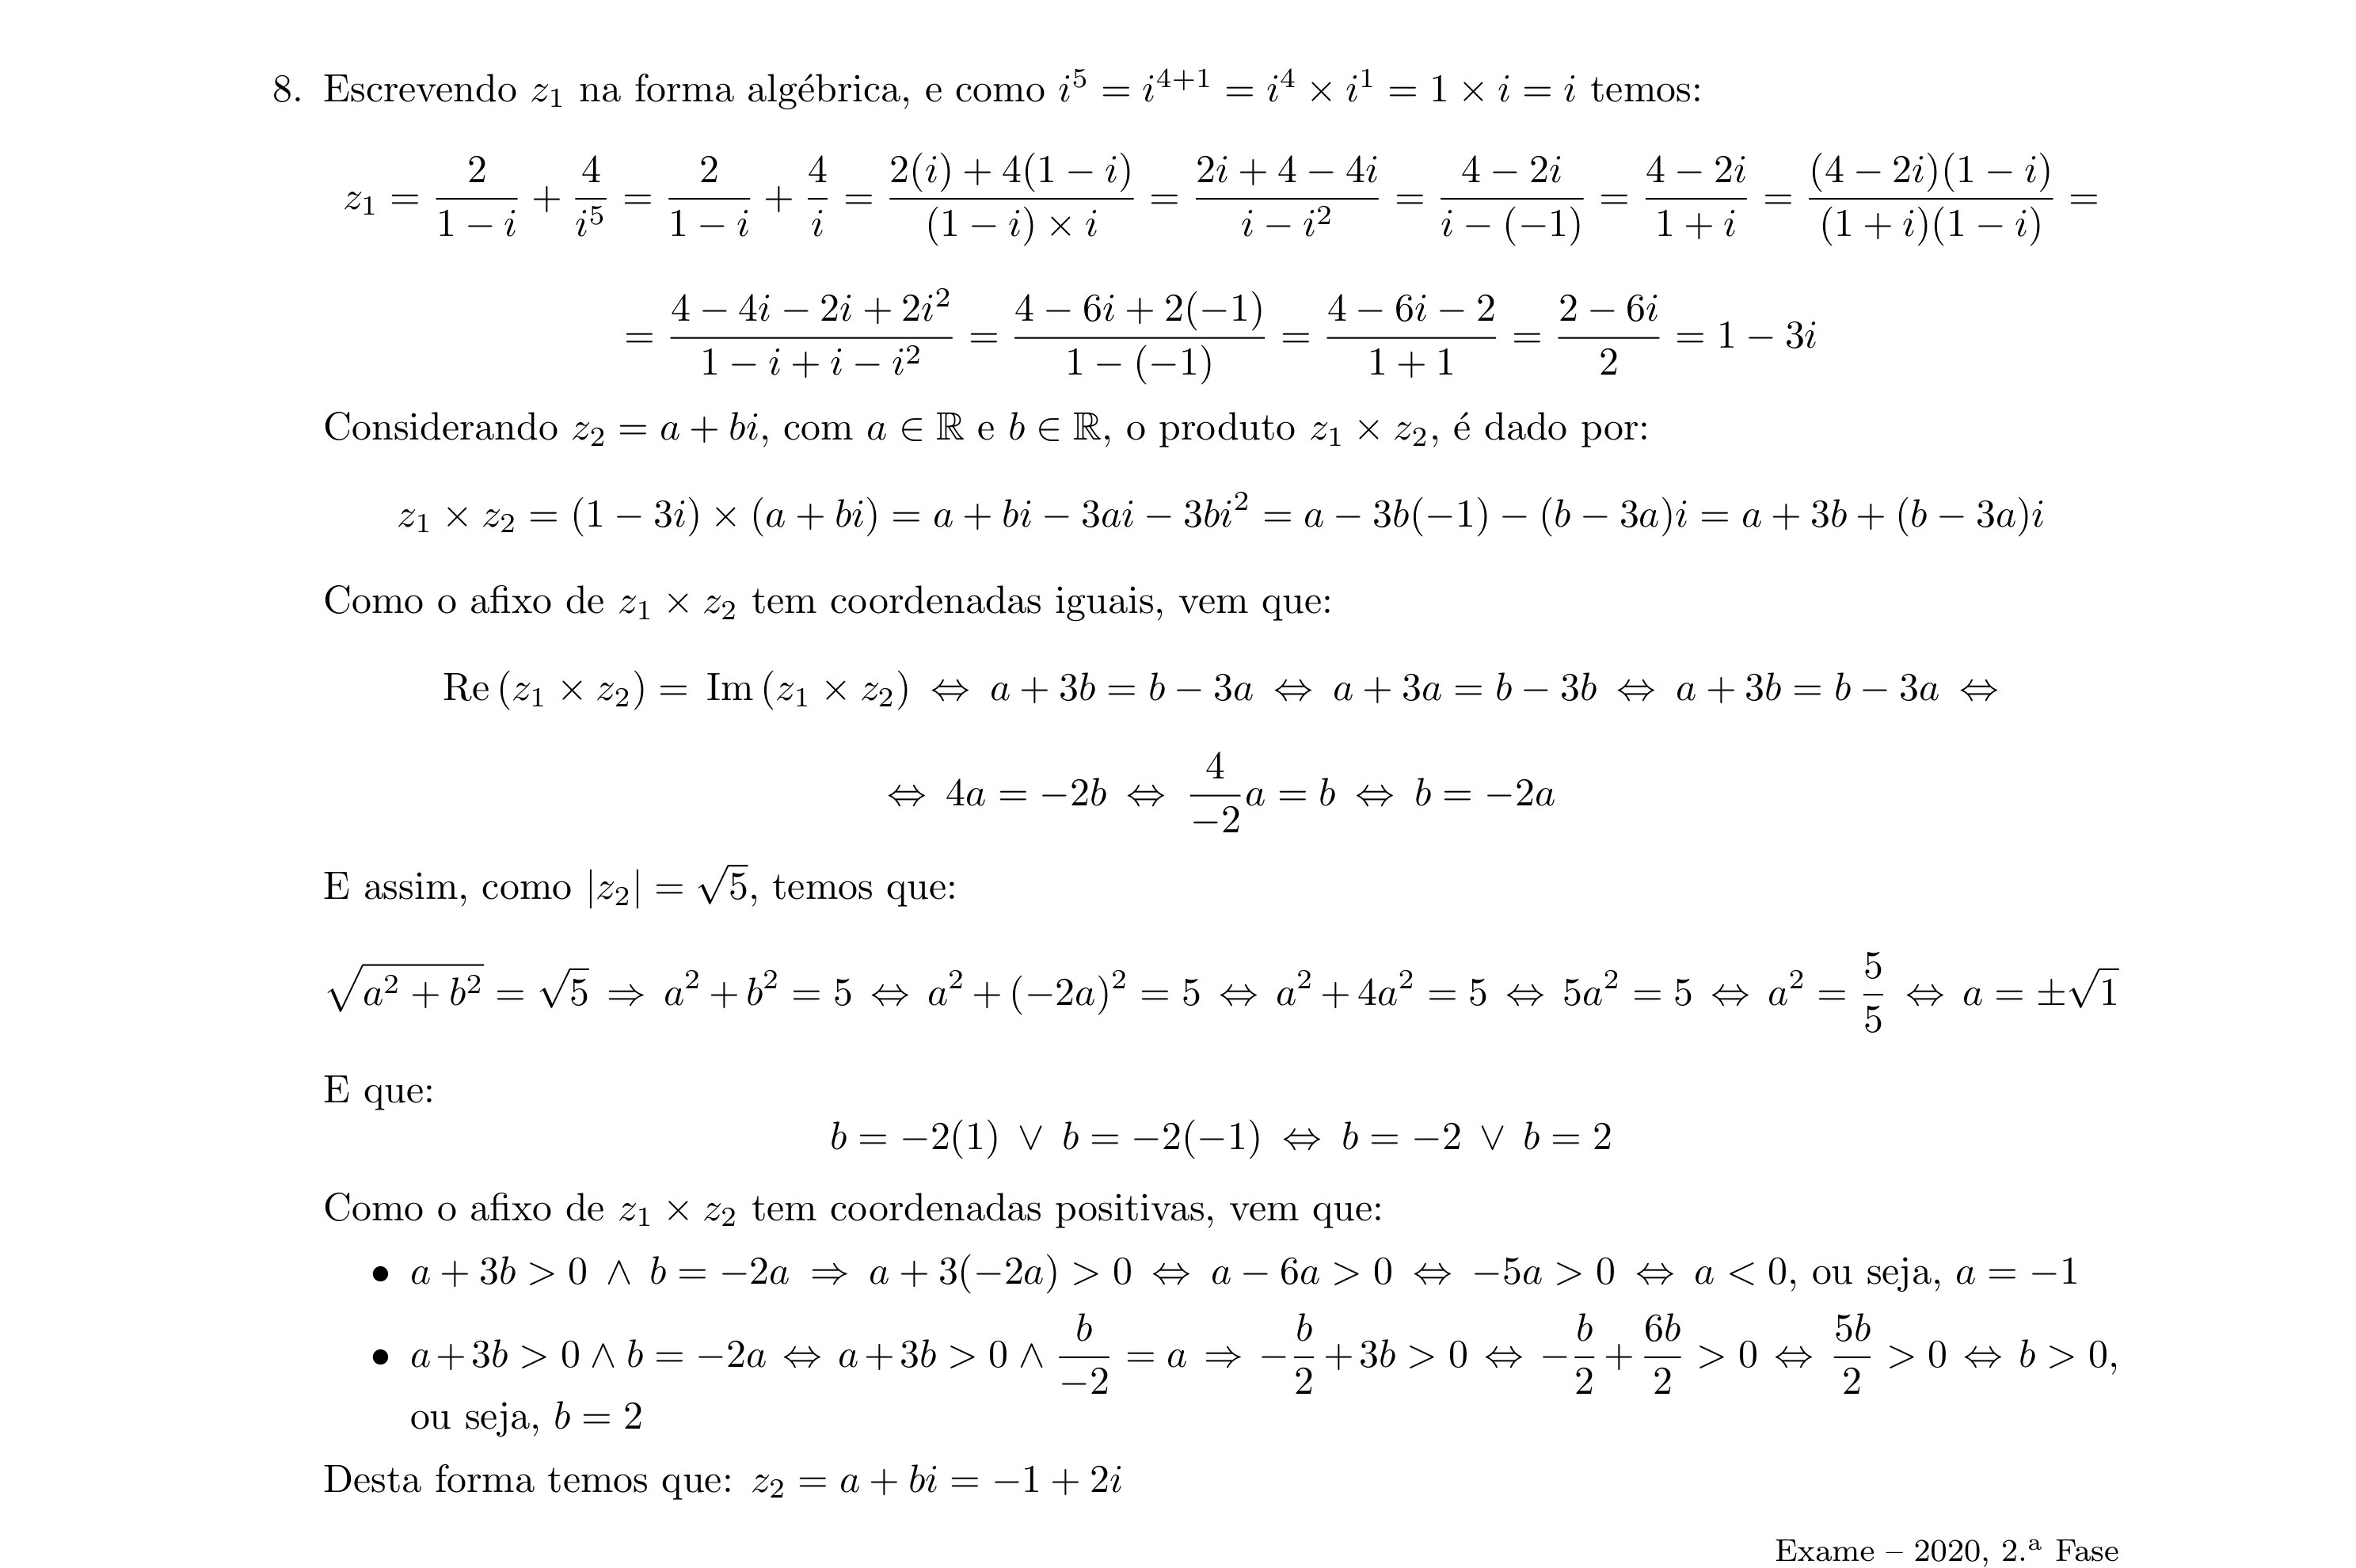 8. Escrevendo $z_1$ na forma algébrica, e como $i^5 = i^{4+1} = i^4 \times i^1 = 1 \times i = i$ temos:
$z_1 = \frac{2}{1-i} + \frac{4}{i^5} = \frac{2}{1-i} + \frac{4}{i} = \frac{2(i)+4(1-i)}{(1-i) \times i} = \frac{2i+4-4i}{i-i^2} = \frac{4-2i}{i-(-1)} = \frac{4-2i}{1+i} = \frac{(4-2i)(1-i)}{(1+i)(1-i)} =$
$= \frac{4-4i-2i+2i^2}{1-i+i-i^2} = \frac{4-6i+2(-1)}{1-(-1)} = \frac{4-6i-2}{1+1} = \frac{2-6i}{2} = 1-3i$
Considerando $z_2 = a + bi$, com $a \in \mathbb{R}$ e $b \in \mathbb{R}$, o produto $z_1 \times z_2$, é dado por:
$z_1 \times z_2 = (1-3i) \times (a+bi) = a+bi-3ai-3bi^2 = a-3b(-1)-(b-3a)i = a+3b+(b-3a)i$
Como o afixo de $z_1 \times z_2$ tem coordenadas iguais, vem que:
$\text{Re}\,(z_1 \times z_2) = \text{Im}\,(z_1 \times z_2) \Leftrightarrow a+3b = b-3a \Leftrightarrow a+3a = b-3b \Leftrightarrow a+3b = b-3a \Leftrightarrow$
$\Leftrightarrow 4a = -2b \Leftrightarrow \frac{4}{-2}a = b \Leftrightarrow b = -2a$
E assim, como $|z_2| = \sqrt{5}$, temos que:
$\sqrt{a^2+b^2} = \sqrt{5} \Rightarrow a^2+b^2 = 5 \Leftrightarrow a^2+(-2a)^2 = 5 \Leftrightarrow a^2+4a^2 = 5 \Leftrightarrow 5a^2 = 5 \Leftrightarrow a^2 = \frac{5}{5} \Leftrightarrow a = \pm\sqrt{1}$
E que:
$b = -2(1) \vee b = -2(-1) \Leftrightarrow b = -2 \vee b = 2$
Como o afixo de $z_1 \times z_2$ tem coordenadas positivas, vem que:
• $a+3b > 0 \wedge b = -2a \Rightarrow a+3(-2a) > 0 \Leftrightarrow a-6a > 0 \Leftrightarrow -5a > 0 \Leftrightarrow a < 0$, ou seja, $a = -1$
• $a+3b > 0 \wedge b = -2a \Leftrightarrow a+3b > 0 \wedge \frac{b}{-2} = a \Rightarrow -\frac{b}{2}+3b > 0 \Leftrightarrow -\frac{b}{2}+\frac{6b}{2} > 0 \Leftrightarrow \frac{5b}{2} > 0 \Leftrightarrow b > 0$,
ou seja, $b = 2$
Desta forma temos que: $z_2 = a + bi = -1 + 2i$
Exame – 2020, 2.ª Fase